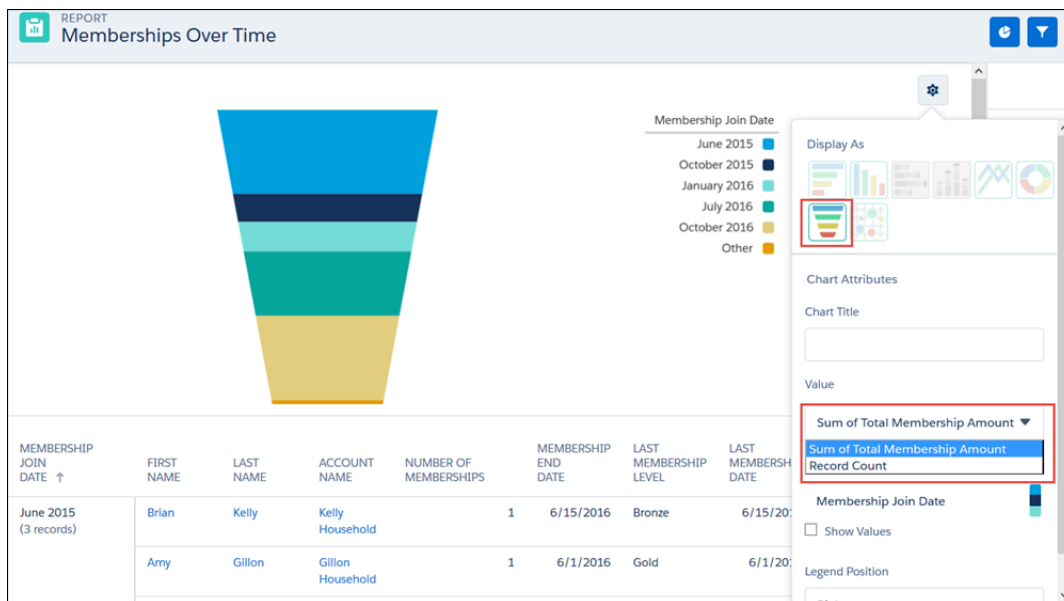 REPORT
Memberships Over Time
Membership Join Date
June 2015
October 2015
January 2016
July 2016
October 2016
Other
Display As
Chart Attributes
Chart Title
Value
Sum of Total Membership Amount
Sum of Total Membership Amount
Record Count
Membership Join Date
Show Values
Legend Position
MEMBERSHIP
JOIN
DATE ↑
FIRST
NAME
LAST
NAME
ACCOUNT
NAME
NUMBER OF
MEMBERSHIPS
MEMBERSHIP
END
DATE
LAST
MEMBERSHIP
LEVEL
LAST
MEMBERSH
DATE
June 2015
(3 records)
Brian
Kelly
Kelly
Household
1
6/15/2016
Bronze
6/15/20
Amy
Gillon
Gillon
Household
1
6/1/2016
Gold
6/1/20